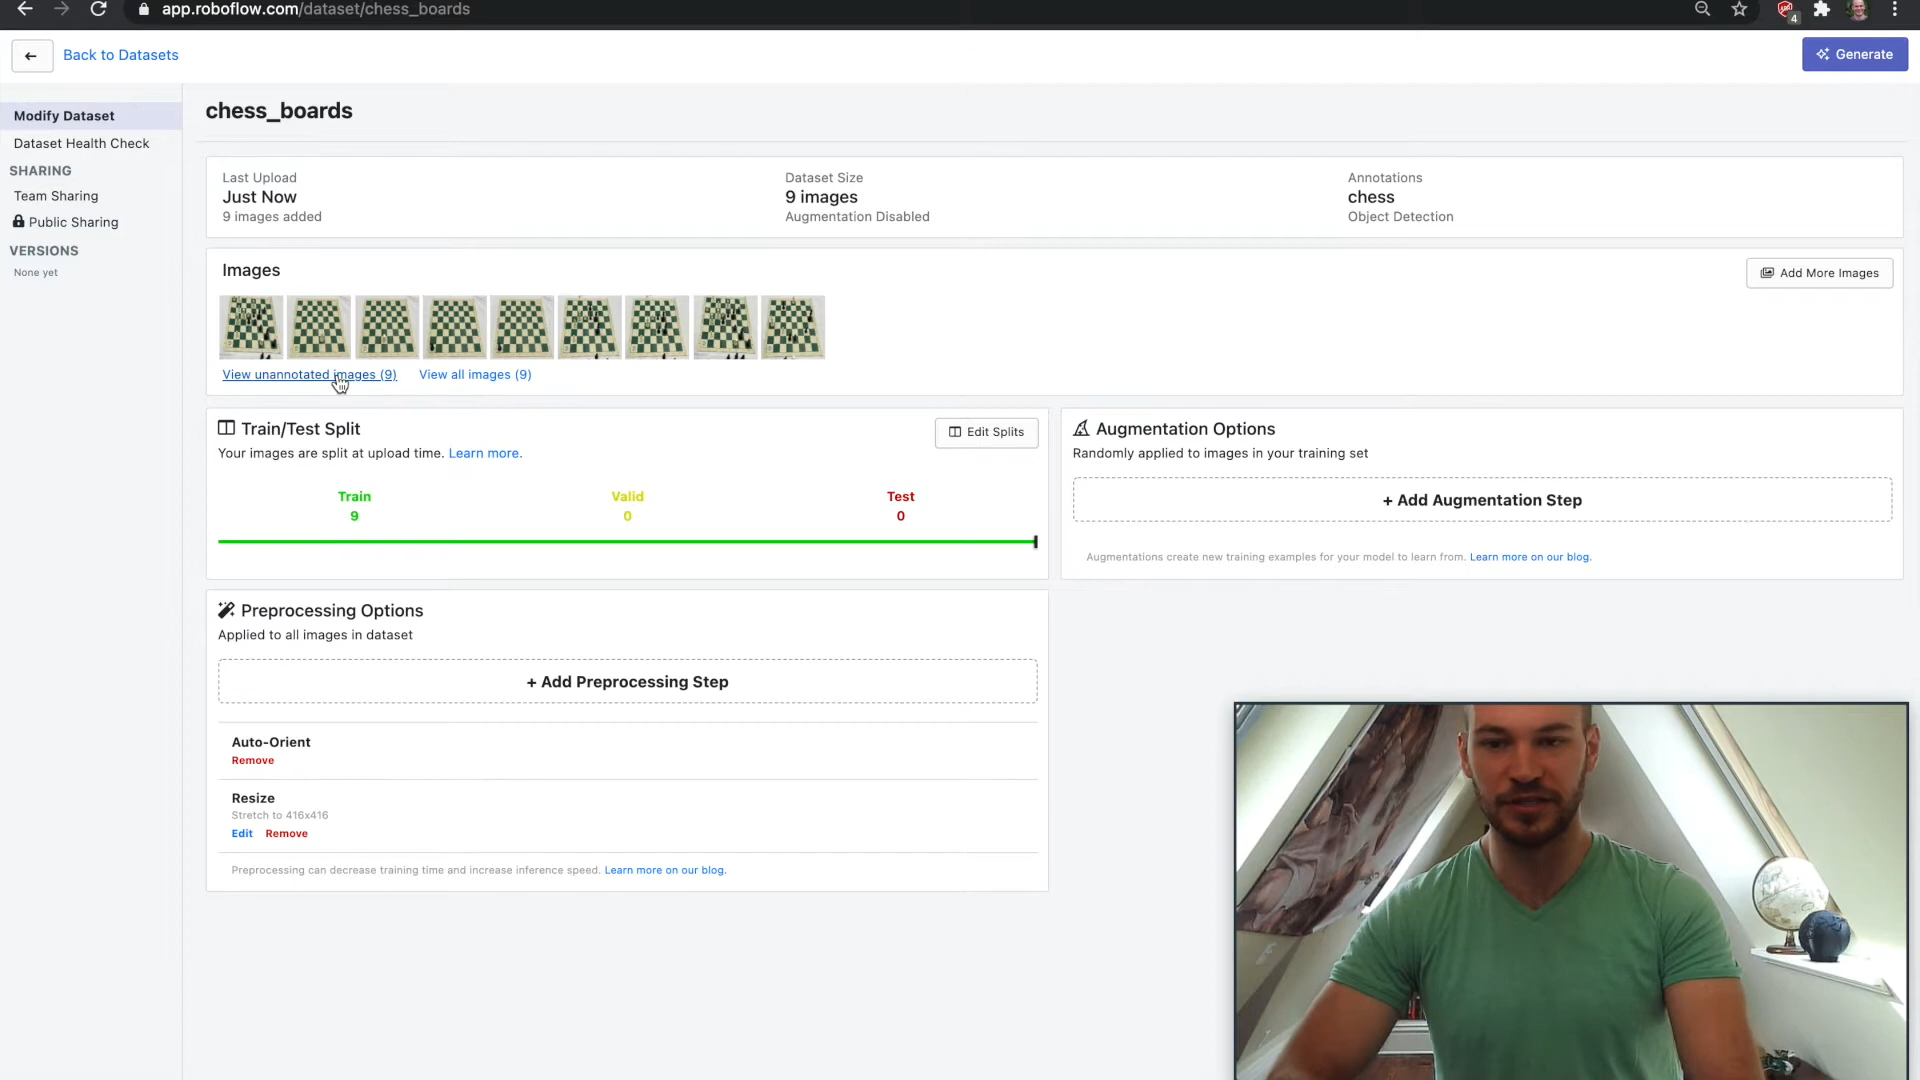 app.roboflow.com/dataset/chess_boards
4
Back to Datasets
Generate
Modify Dataset
Dataset Health Check
SHARING
Team Sharing
Public Sharing
VERSIONS
None yet
chess_boards
Last Upload
Just Now
9 images added
Dataset Size
9 images
Augmentation Disabled
Annotations
chess
Object Detection
Images
Add More Images
View unannotated images (9)
View all images (9)
Train/Test Split
Edit Splits
Your images are split at upload time. Learn more.
Train
9
Valid
0
Test
0
Augmentation Options
Randomly applied to images in your training set
+ Add Augmentation Step
Augmentations create new training examples for your model to learn from. Learn more on our blog.
Preprocessing Options
Applied to all images in dataset
+ Add Preprocessing Step
Auto-Orient
Remove
Resize
Stretch to 416x416
Edit Remove
Preprocessing can decrease training time and increase inference speed. Learn more on our blog.